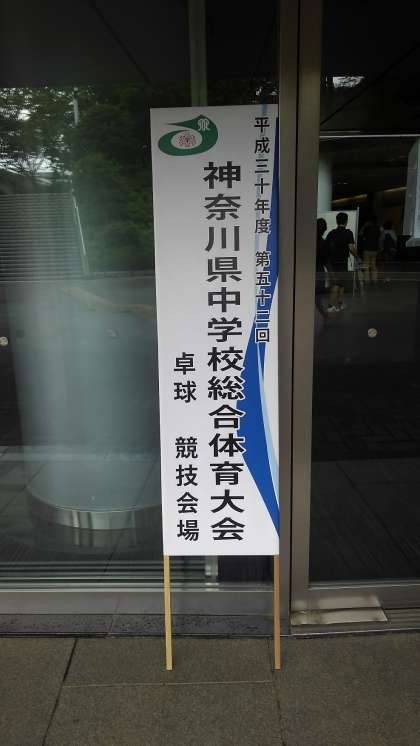 平成三十年度 第五十二回
神奈川県中学校総合体育大会
卓球 競技会場